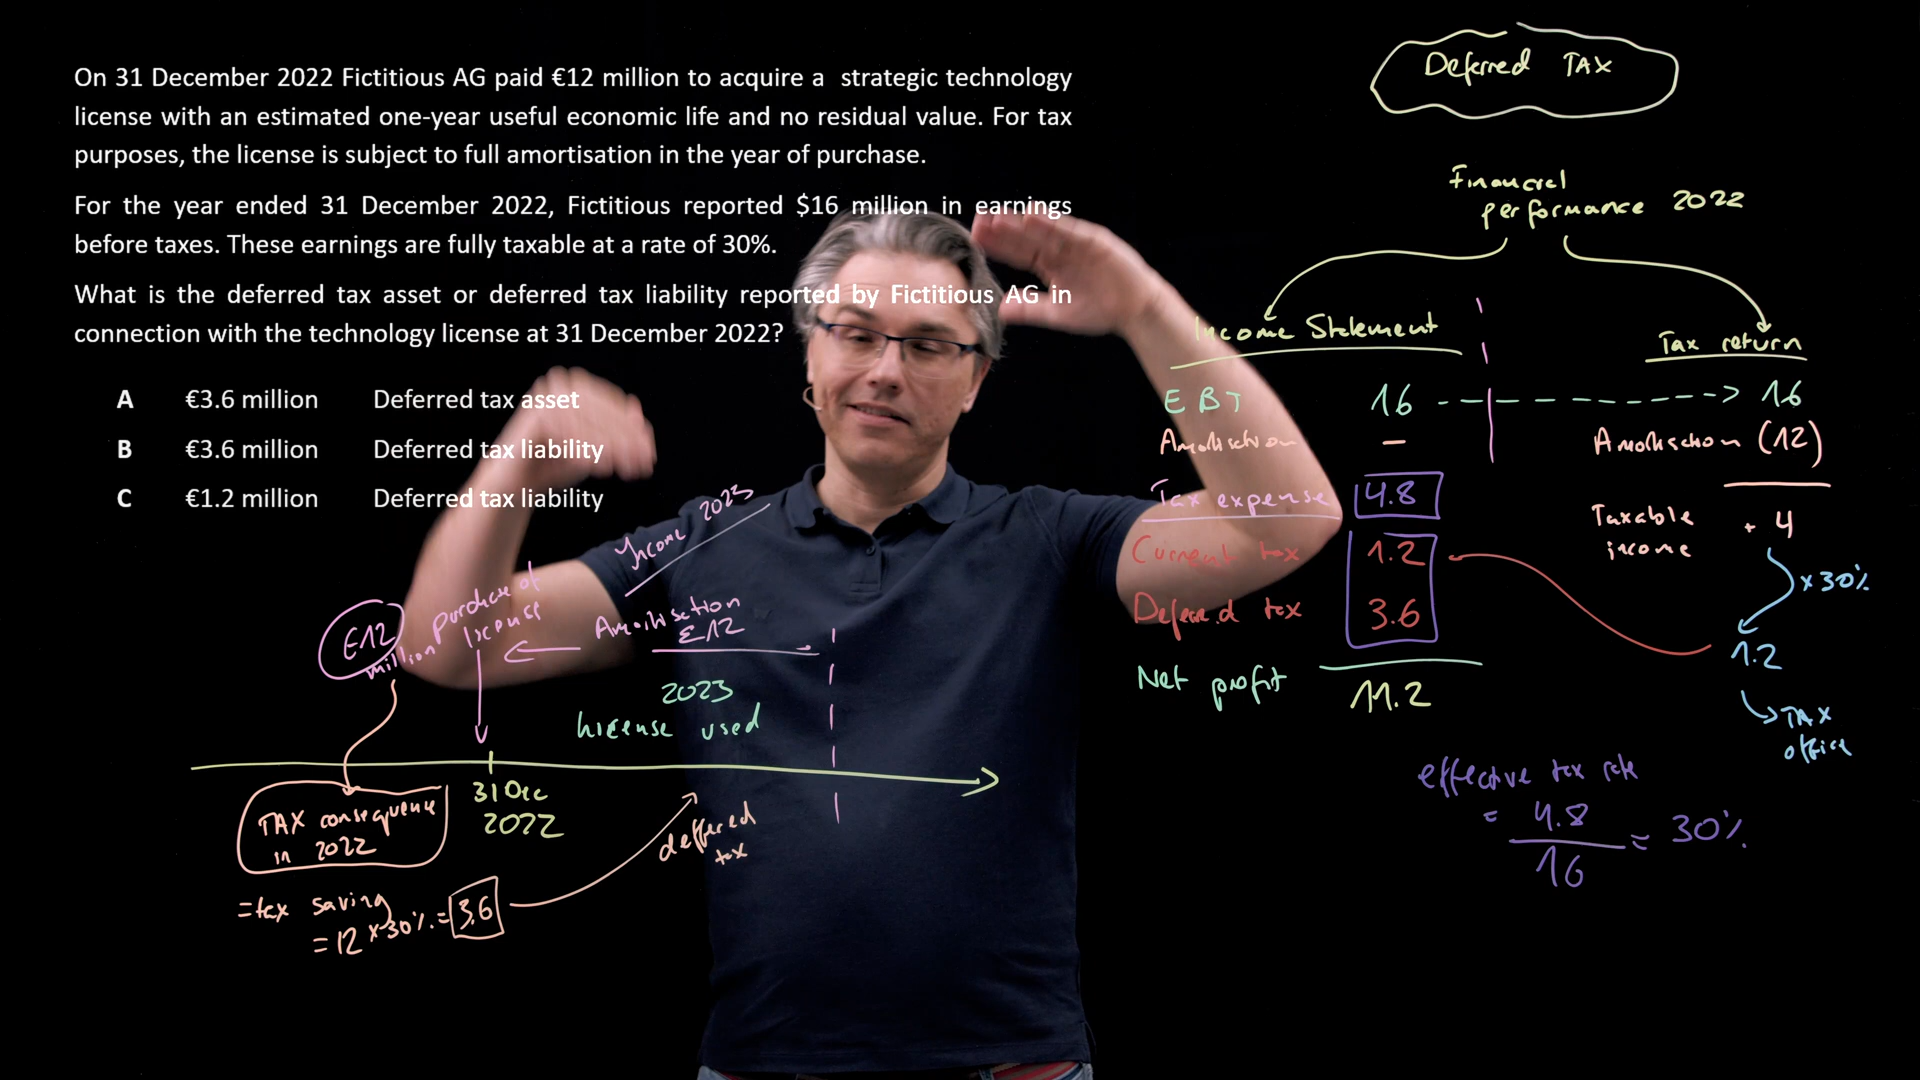 On 31 December 2022 Fictitious AG paid €12 million to acquire a strategic technology
license with an estimated one-year useful economic life and no residual value. For tax
purposes, the license is subject to full amortisation in the year of purchase.
For the year ended 31 December 2022, Fictitious reported $16 million in earnings
before taxes. These earnings are fully taxable at a rate of 30%.
What is the deferred tax asset or deferred tax liability reported by Fictitious AG in
connection with the technology license at 31 December 2022?
A €3.6 million Deferred tax asset
B €3.6 million Deferred tax liability
C €1.2 million Deferred tax liability
Income 2023
€12
million
purchase of
license
Amortisation
€12
2023
license used
31 Dec
2022
TAX consequence
in 2022
= tax saving
= 12 x 30% = 3,6
deffered
tax
Deferred TAX
Financial
performance 2022
Income Statement
EBT 16
Amortisation –
Tax expense 4.8
Current tax 1.2
Deferred tax 3.6
Net profit 11.2
Tax return
16
Amortisation (12)
Taxable
income + 4
x 30%
1.2
TAX
office
effective tax rate
= 4.8
16
= 30%